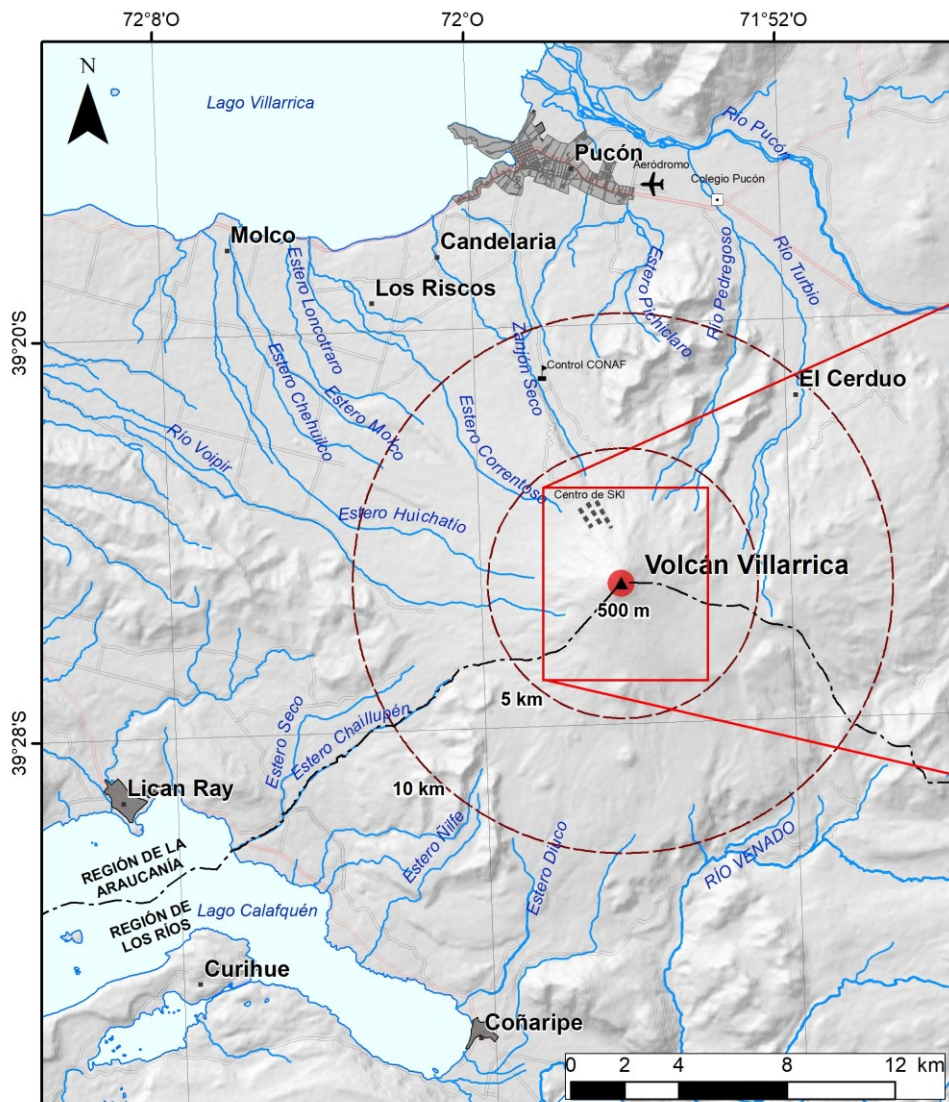 72°8'O
72°O
71°52'O
N
Lago Villarrica
Río Pucón
Pucón
Aeródromo
Colegio Pucón
Molco
Candelaria
Los Riscos
Estero Loncotraro
Estero Pichiclaro
Río Pedregoso
Río Turbio
39°20'S
Zanjón Seco
Control CONAF
El Cerduo
Estero Chehuilco
Estero Molco
Estero Correntoso
Río Voipir
Centro de SKI
Estero Huichatio
Volcán Villarrica
500 m
5 km
Estero Seco
Estero Chaillupén
39°28'S
10 km
Lican Ray
Estero Ñilfe
Estero Diuco
RÍO VENADO
REGIÓN DE LA
ARAUCANÍA
REGIÓN DE
LOS RÍOS
Lago Calafquén
Curihue
Coñaripe
0 2 4 8 12 km